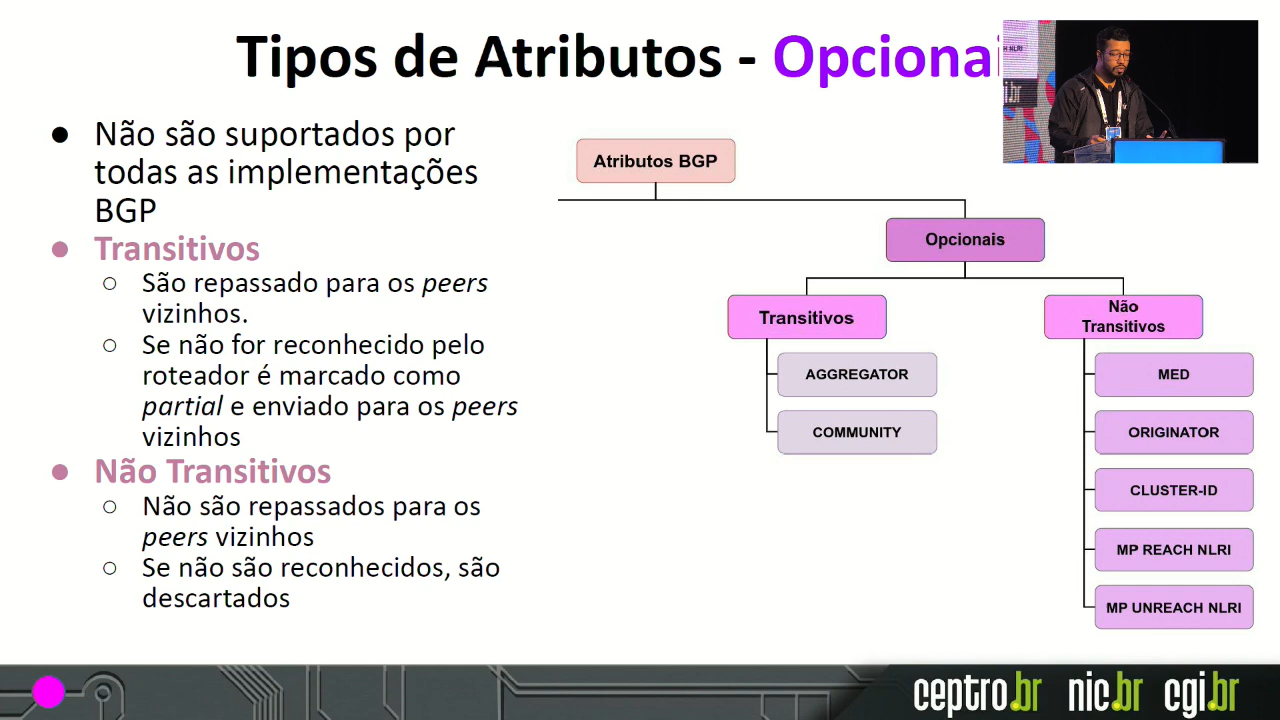 Tipos de Atributos - Opcionai
● Não são suportados por
todas as implementações
BGP
● Transitivos
○ São repassado para os peers
vizinhos.
○ Se não for reconhecido pelo
roteador é marcado como
partial e enviado para os peers
vizinhos
● Não Transitivos
○ Não são repassados para os
peers vizinhos
○ Se não são reconhecidos, são
descartados
Atributos BGP
Opcionais
Transitivos
AGGREGATOR
COMMUNITY
Não
Transitivos
MED
ORIGINATOR
CLUSTER-ID
MP REACH NLRI
MP UNREACH NLRI
H NLRI
ceptro.br nic.br cgi.br